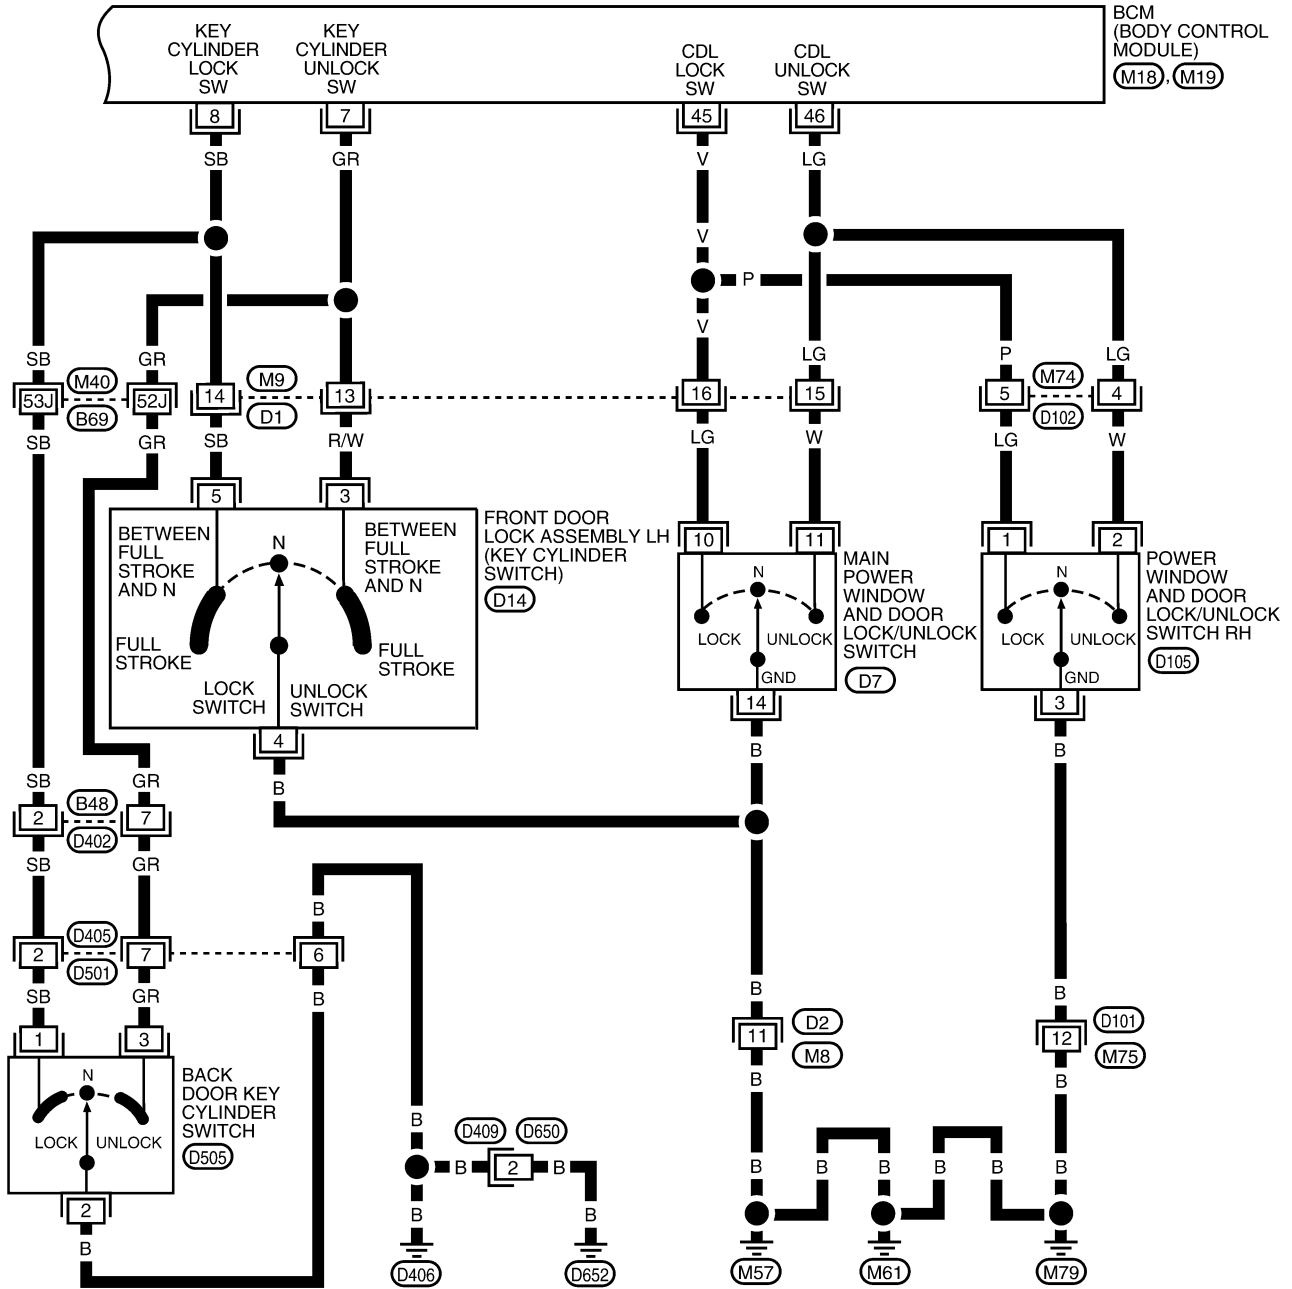 BCM
(BODY CONTROL
MODULE)
M18, M19
KEY
CYLINDER
LOCK
SW
KEY
CYLINDER
UNLOCK
SW
CDL
LOCK
SW
CDL
UNLOCK
SW
8
7
45
46
SB
GR
V
LG
V
P
V
SB
GR
LG
P
LG
53J
M40
B69
52J
14
M9
D1
13
16
15
5
M74
D102
4
SB
GR
SB
R/W
LG
W
LG
W
5
3
10
11
1
2
BETWEEN
FULL
STROKE
AND N
N
BETWEEN
FULL
STROKE
AND N
FULL
STROKE
FULL
STROKE
LOCK
SWITCH
UNLOCK
SWITCH
FRONT DOOR
LOCK ASSEMBLY LH
(KEY CYLINDER
SWITCH)
D14
N
LOCK
UNLOCK
GND
MAIN
POWER
WINDOW
AND DOOR
LOCK/UNLOCK
SWITCH
D7
N
LOCK
UNLOCK
GND
POWER
WINDOW
AND DOOR
LOCK/UNLOCK
SWITCH RH
D105
4
14
3
B
B
B
SB
GR
2
B48
D402
7
SB
GR
B
2
D405
D501
7
6
SB
GR
B
B
B
1
3
11
D2
M8
12
D101
M75
B
B
N
LOCK
UNLOCK
BACK
DOOR KEY
CYLINDER
SWITCH
D505
2
B
B
D409
D650
B
2
B
B
B
B
B
B
B
B
B
D406
D652
M57
M61
M79